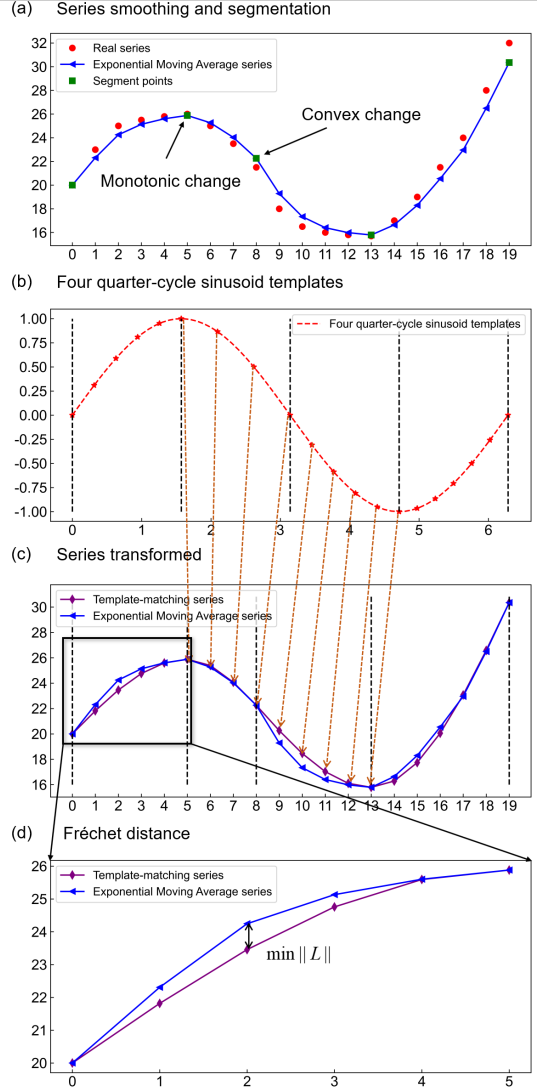 (a) Series smoothing and segmentation
32
30
28
26
24
22
20
18
16
Real series
Exponential Moving Average series
Segment points
Convex change
Monotonic change
0 1 2 3 4 5 6 7 8 9 10 11 12 13 14 15 16 17 18 19
(b) Four quarter-cycle sinusoid templates
1.00
0.75
0.50
0.25
0.00
-0.25
-0.50
-0.75
-1.00
Four quarter-cycle sinusoid templates
0 1 2 3 4 5 6
(c) Series transformed
30
28
26
24
22
20
18
16
Template-matching series
Exponential Moving Average series
0 1 2 3 4 5 6 7 8 9 10 11 12 13 14 15 16 17 18 19
(d) Fréchet distance
26
25
24
23
22
21
20
Template-matching series
Exponential Moving Average series
min || L ||
0 1 2 3 4 5